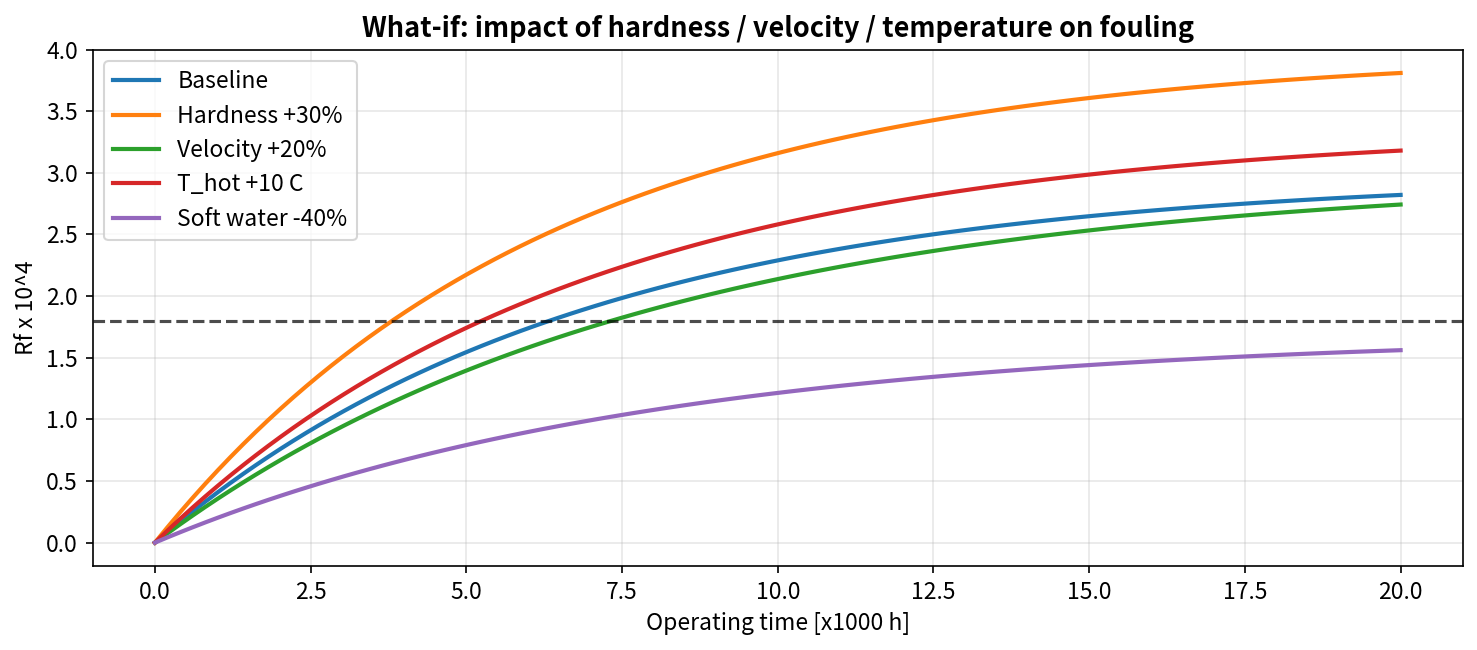 What-if: impact of hardness / velocity / temperature on fouling
Rf x 10^4
4.0
3.5
3.0
2.5
2.0
1.5
1.0
0.5
0.0
Baseline
Hardness +30%
Velocity +20%
T_hot +10 C
Soft water -40%
0.0 2.5 5.0 7.5 10.0 12.5 15.0 17.5 20.0
Operating time [x1000 h]